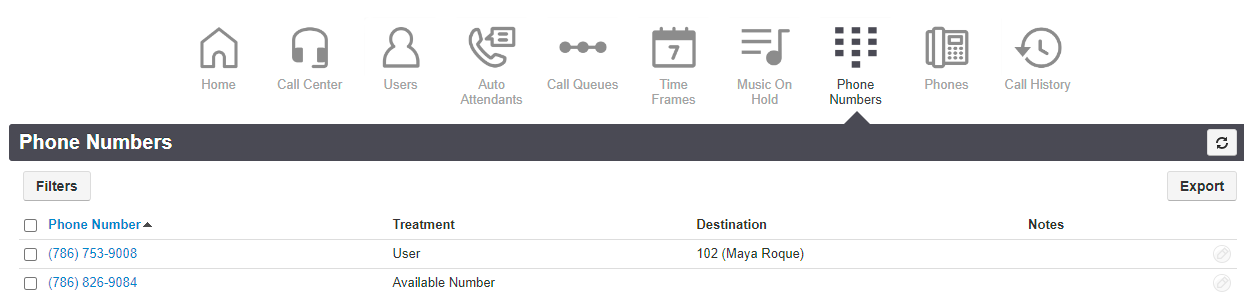 Home
Call Center
Users
Auto
Attendants
Call Queues
7
Time
Frames
Music On
Hold
Phone
Numbers
Phones
Call History
Phone Numbers
Filters
Export
Phone Number Treatment Destination Notes
(786) 753-9008 User 102 (Maya Roque)
(786) 826-9084 Available Number